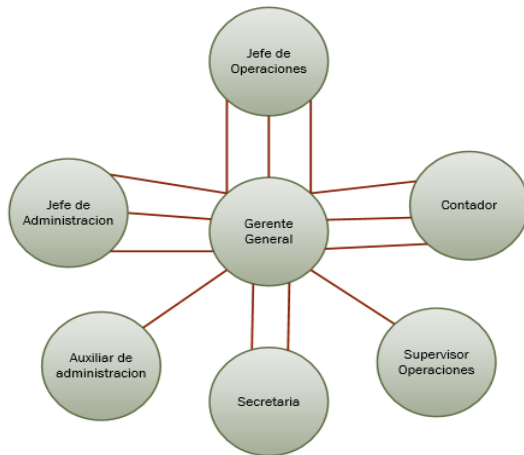 Jefe de
Operaciones
Jefe de
Administracion
Gerente
General
Contador
Auxiliar de
administracion
Secretaria
Supervisor
Operaciones